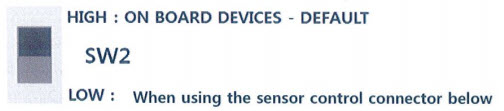 HIGH : ON BOARD DEVICES - DEFAULT
SW2
LOW : When using the sensor control connector below